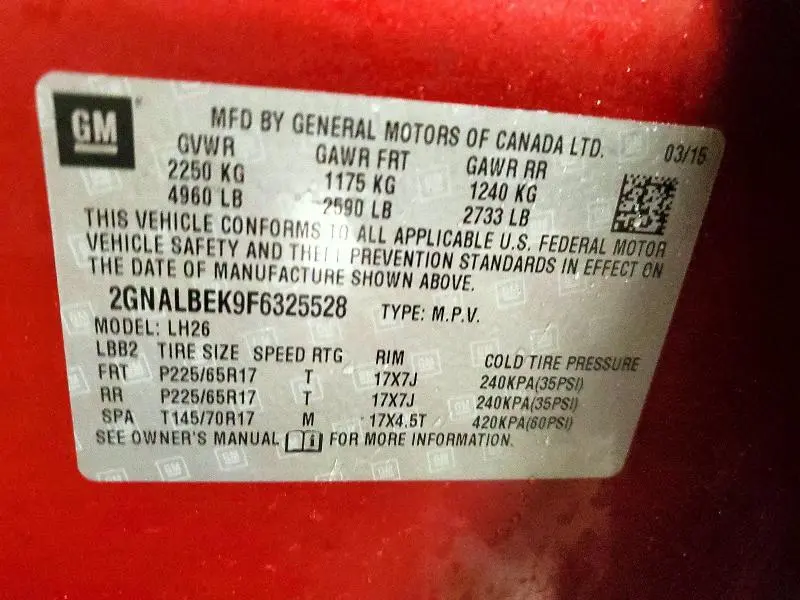 GM
MFD BY GENERAL MOTORS OF CANADA LTD. 03/15
GVWR GAWR FRT GAWR RR
2250 KG 1175 KG 1240 KG
4960 LB 2590 LB 2733 LB
THIS VEHICLE CONFORMS TO ALL APPLICABLE U.S. FEDERAL MOTOR
VEHICLE SAFETY AND THEFT PREVENTION STANDARDS IN EFFECT ON
THE DATE OF MANUFACTURE SHOWN ABOVE.
2GNALBEK9F6325528 TYPE: M.P.V.
MODEL: LH26
LBB2 TIRE SIZE SPEED RTG RIM COLD TIRE PRESSURE
FRT P225/65R17 T 17X7J 240KPA(35PSI)
RR P225/65R17 T 17X7J 240KPA(35PSI)
SPA T145/70R17 M 17X4.5T 420KPA(60PSI)
SEE OWNER'S MANUAL FOR MORE INFORMATION.